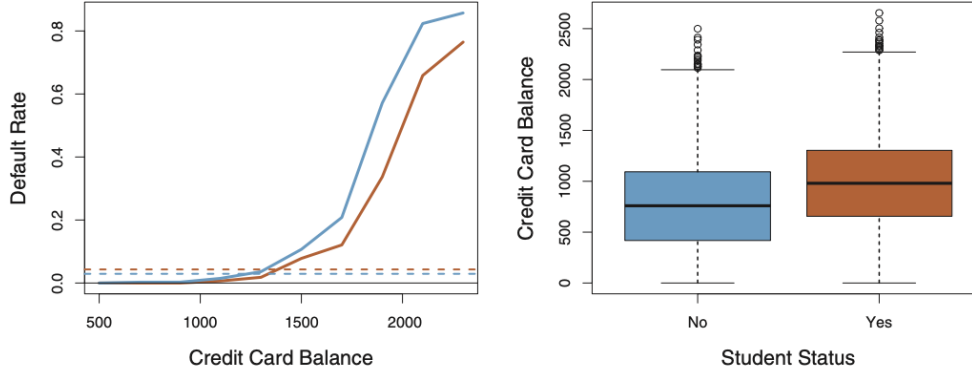 Default Rate
0.8
0.6
0.4
0.2
0.0
500 1000 1500 2000
Credit Card Balance
Credit Card Balance
2500
2000
1500
1000
500
0
No Yes
Student Status